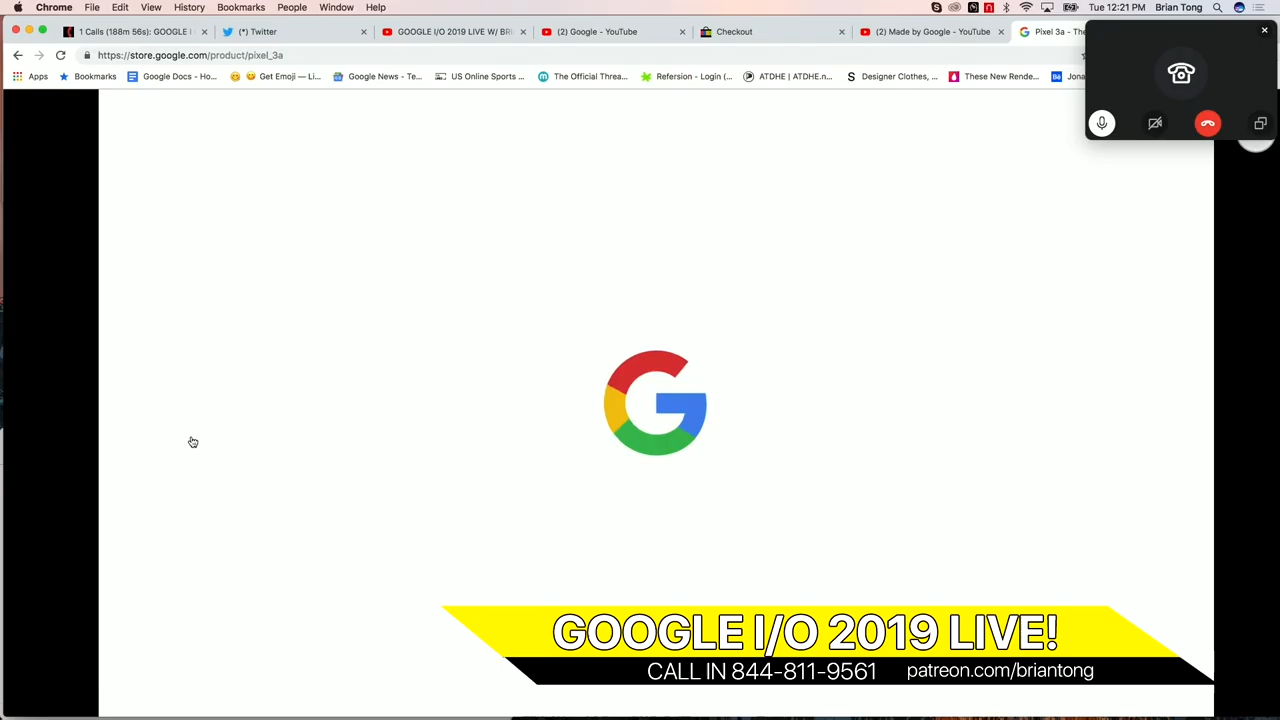 Chrome File Edit View History Bookmarks People Window Help Tue 12:21 PM Brian Tong
1 Calls (188m 56s): GOOGLE I (*) Twitter GOOGLE I/O 2019 LIVE W/ BRI (2) Google - YouTube Checkout (2) Made by Google - YouTube Pixel 3a - The
https://store.google.com/product/pixel_3a
Apps Bookmarks Google Docs - Ho... Get Emoji — Li... Google News - Te... US Online Sports ... The Official Threa... Refersion - Login (... ATDHE | ATDHE.n... Designer Clothes, ... These New Rende... Jona
GOOGLE I/O 2019 LIVE!
CALL IN 844-811-9561 patreon.com/briantong